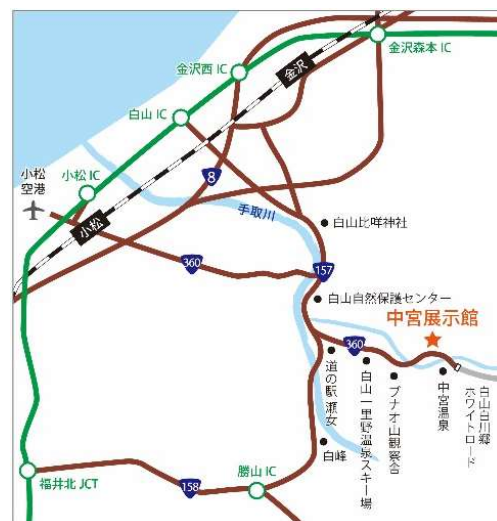 金沢森本 IC
金沢西 IC
金沢
白山 IC
小松 IC
小松
空港
8
手取川
小松
白山比咩神社
360
157
白山自然保護センター
中宮展示館
360
道の駅 瀬女
白山一里野温泉スキー場
ブナオ山観察舎
中宮温泉
白山白川郷
ホワイトロード
白峰
福井北 JCT
158
勝山 IC